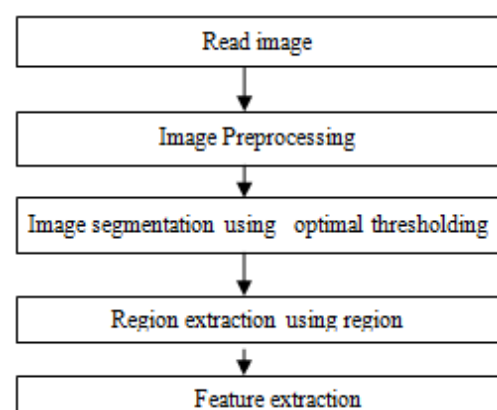 Read image
Image Preprocessing
Image segmentation using optimal thresholding
Region extraction using region
Feature extraction